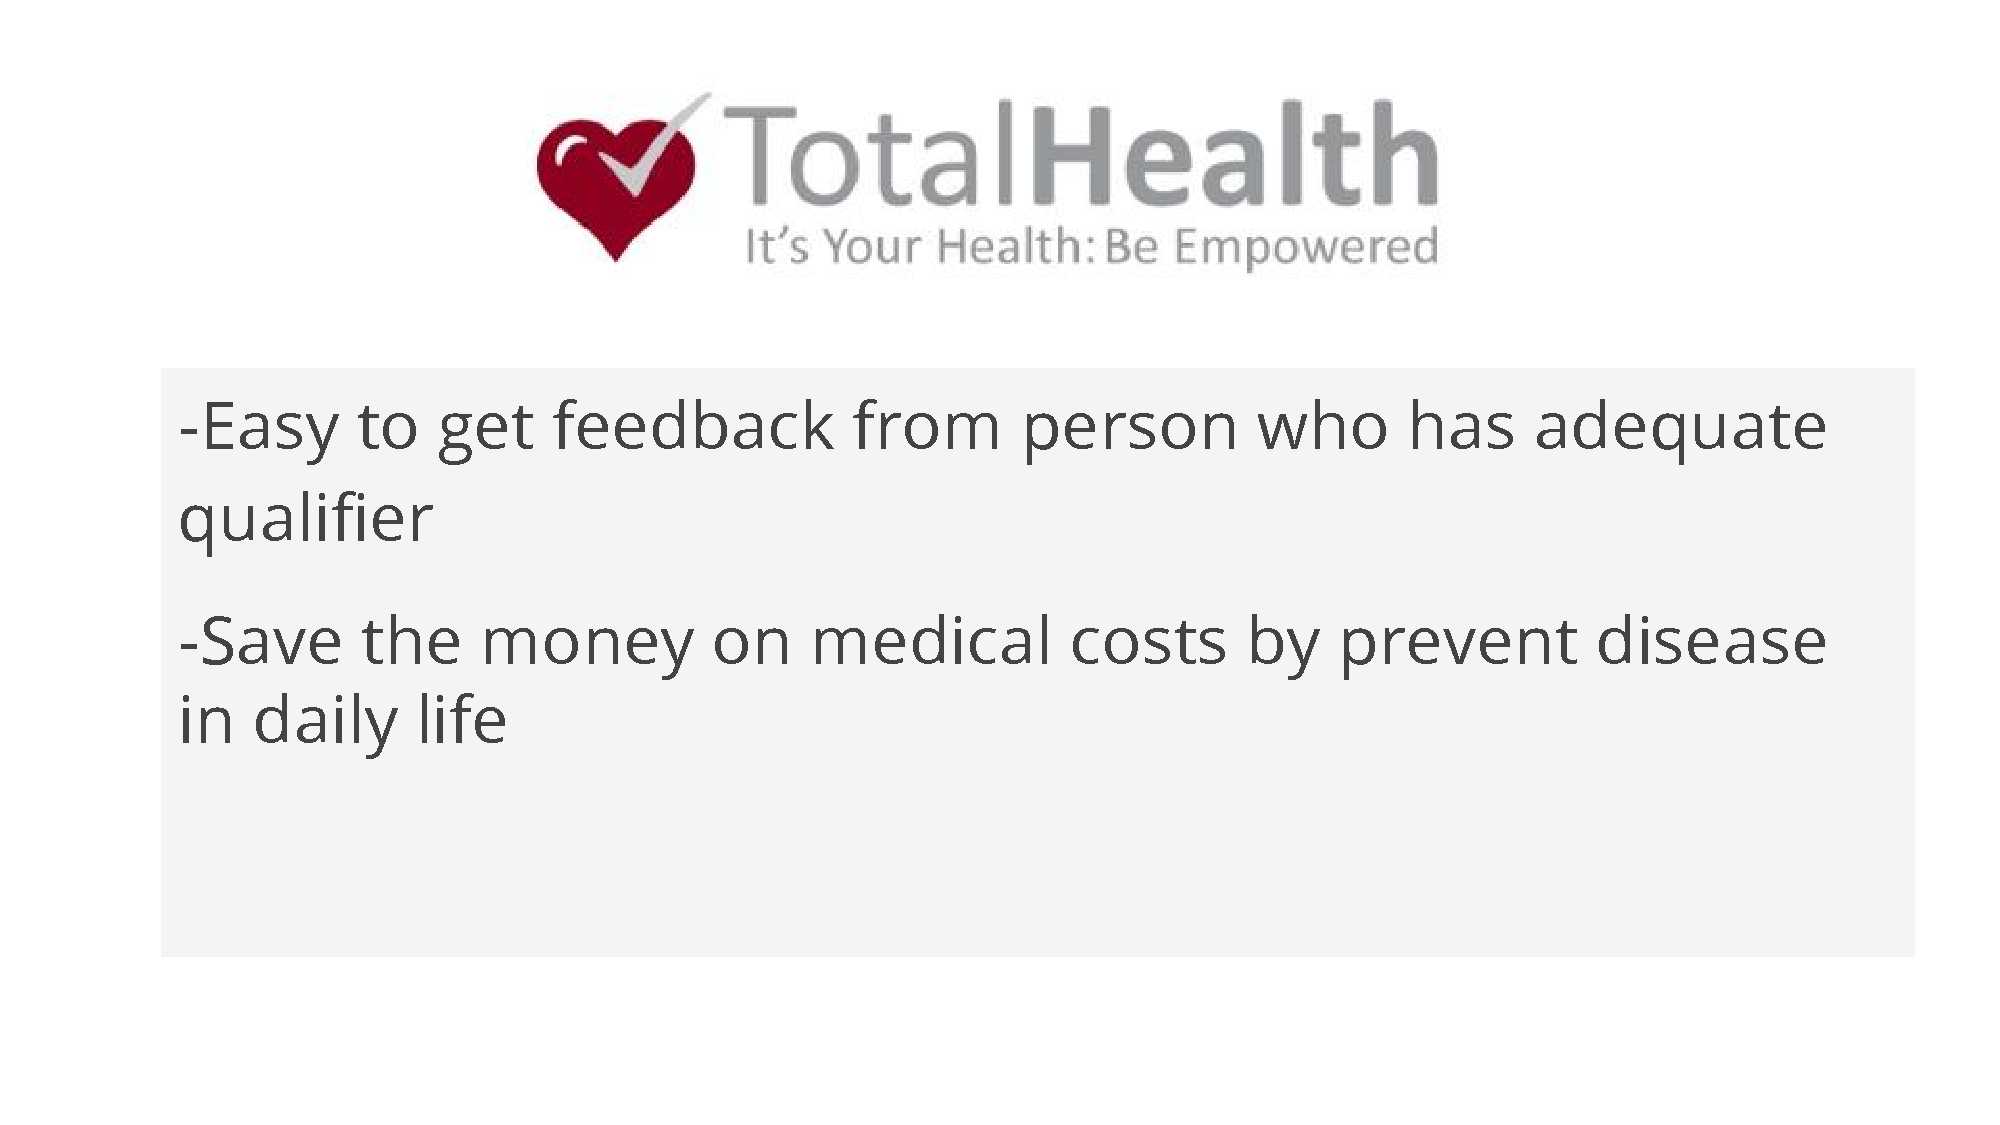 TotalHealth
It's Your Health: Be Empowered
-Easy to get feedback from person who has adequate
qualifier
-Save the money on medical costs by prevent disease
in daily life